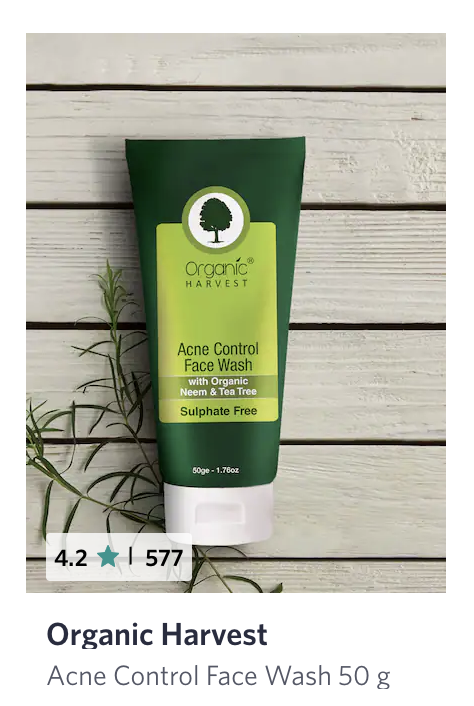 Organic®
HARVEST
Acne Control
Face Wash
with Organic
Neem & Tea Tree
Sulphate Free
50ge - 1.76oz
4.2 ★ | 577
Organic Harvest
Acne Control Face Wash 50 g